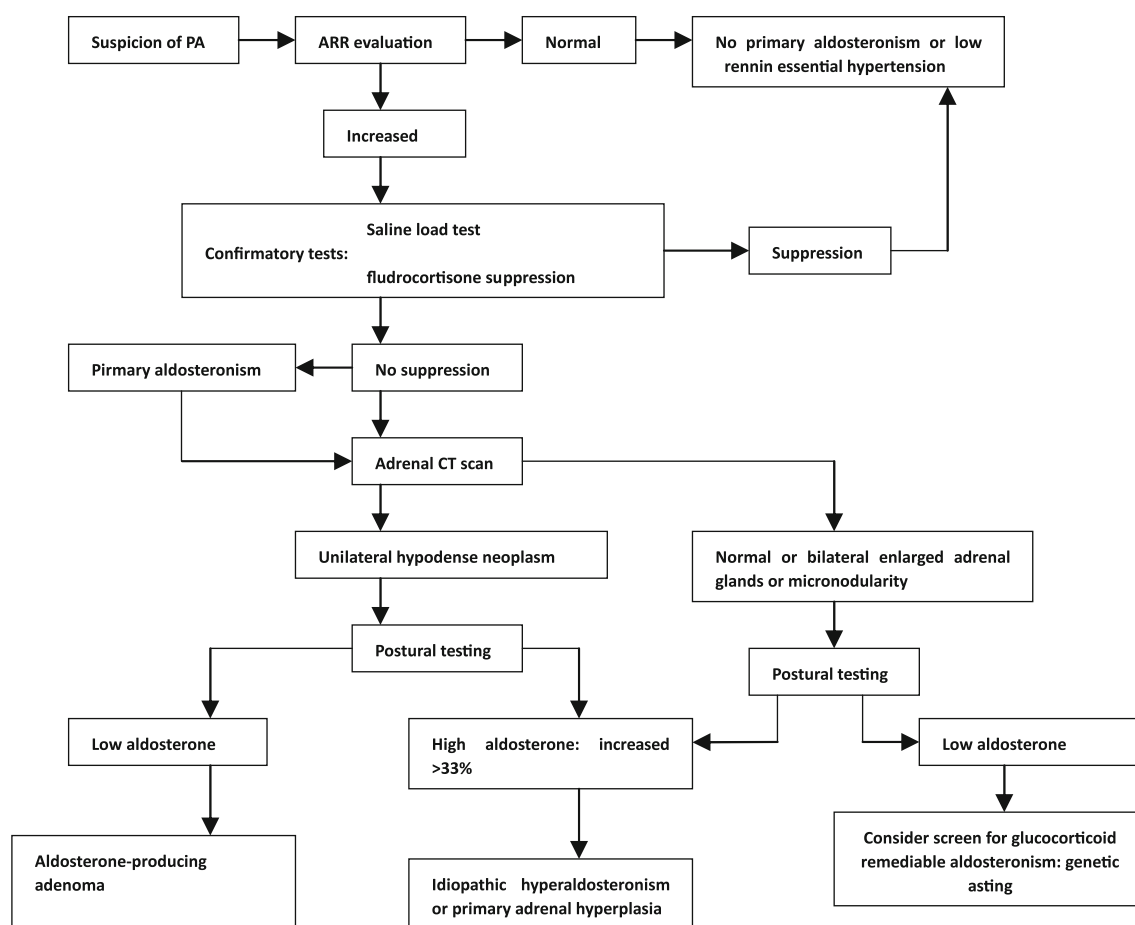 Suspicion of PA
ARR evaluation
Normal
No primary aldosteronism or low
rennin essential hypertension
Increased
Saline load test
Confirmatory tests:
fludrocortisone suppression
Suppression
Pirmary aldosteronism
No suppression
Adrenal CT scan
Unilateral hypodense neoplasm
Normal or bilateral enlarged adrenal
glands or micronodularity
Postural testing
Postural testing
Low aldosterone
High aldosterone: increased
>33%
Low aldosterone
Aldosterone-producing
adenoma
Idiopathic hyperaldosteronism
or primary adrenal hyperplasia
Consider screen for glucocorticoid
remediable aldosteronism: genetic
asting